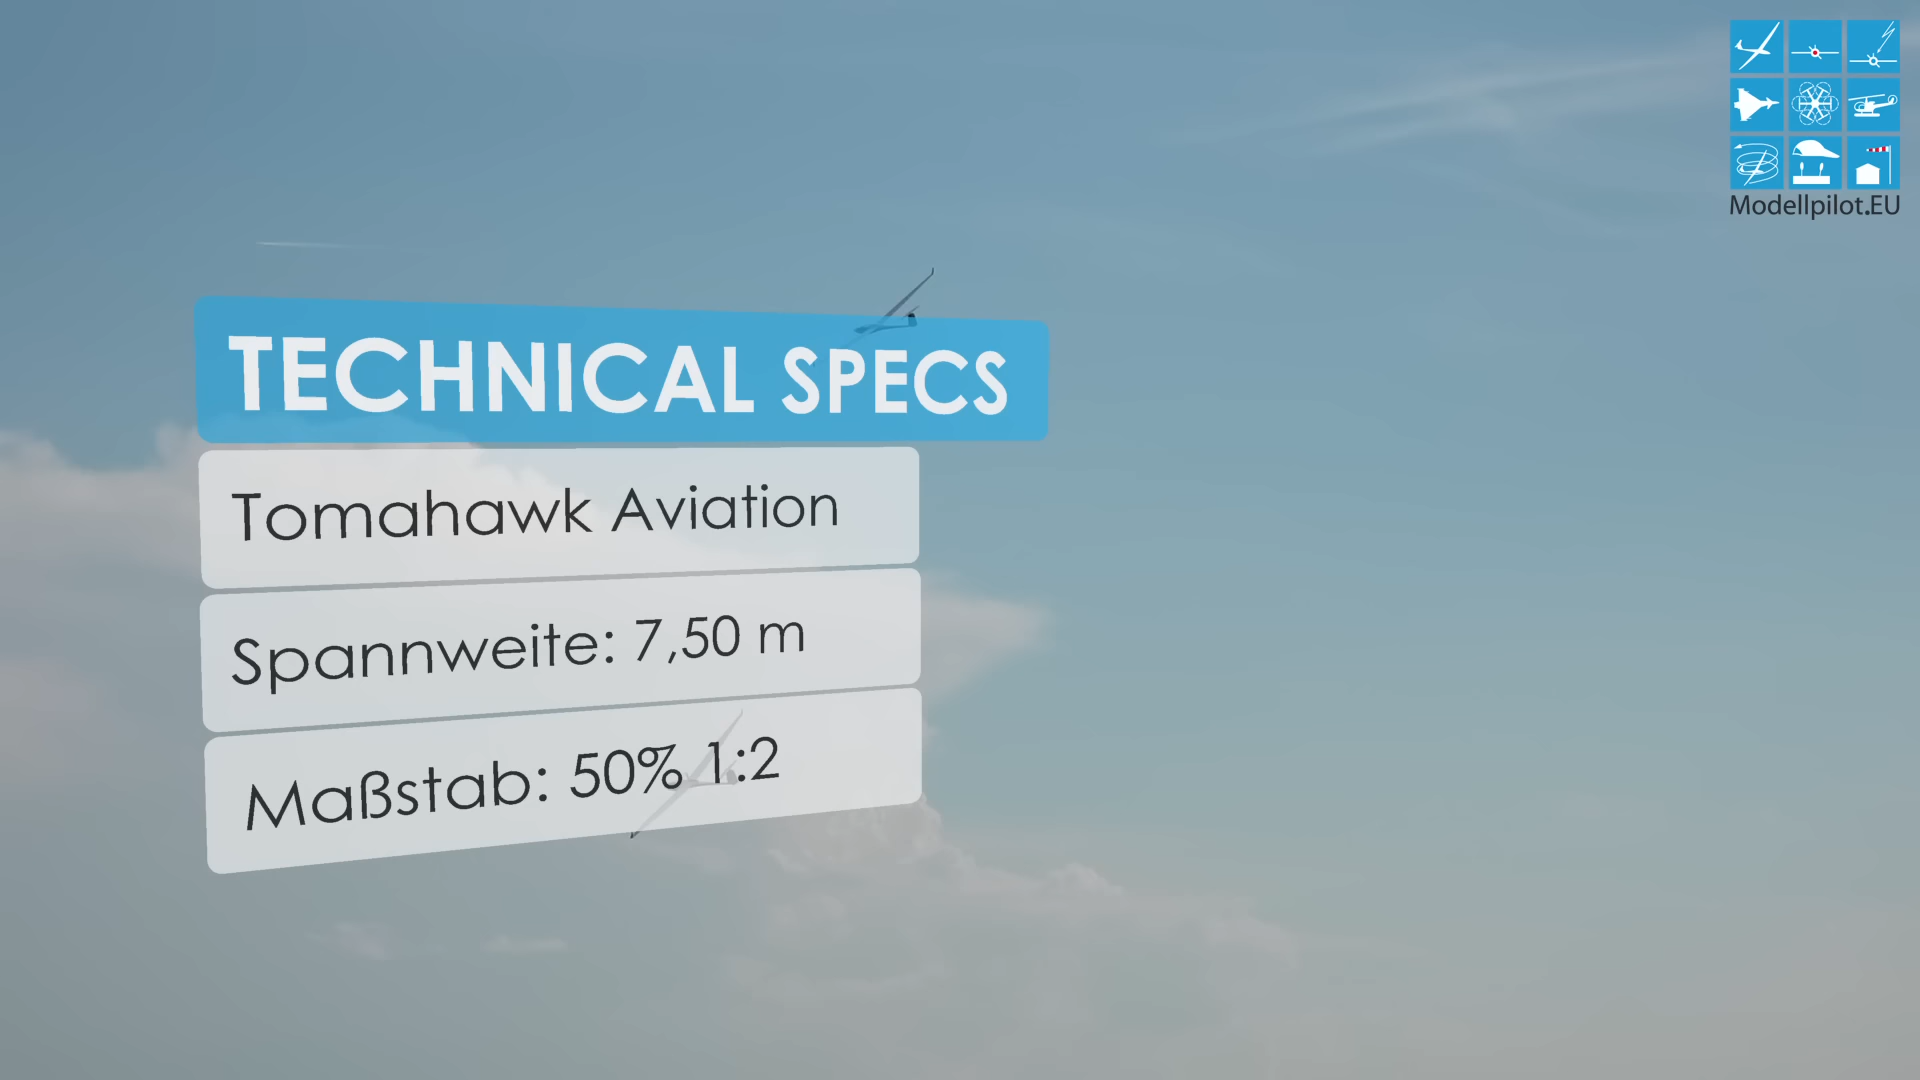 Modellpilot.EU
TECHNICAL SPECS
Tomahawk Aviation
Spannweite: 7,50 m
Maßstab: 50% 1:2